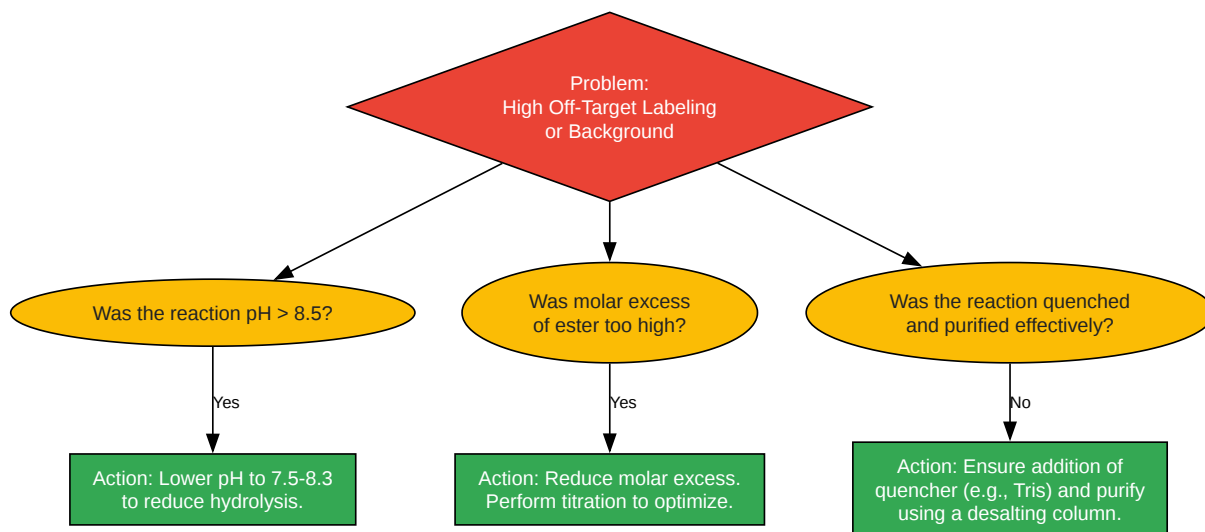 Problem:
High Off-Target Labeling
or Background
Was the reaction pH > 8.5?
Was molar excess
of ester too high?
Was the reaction quenched
and purified effectively?
Yes
Yes
No
Action: Lower pH to 7.5-8.3
to reduce hydrolysis.
Action: Reduce molar excess.
Perform titration to optimize.
Action: Ensure addition of
quencher (e.g., Tris) and purify
using a desalting column.